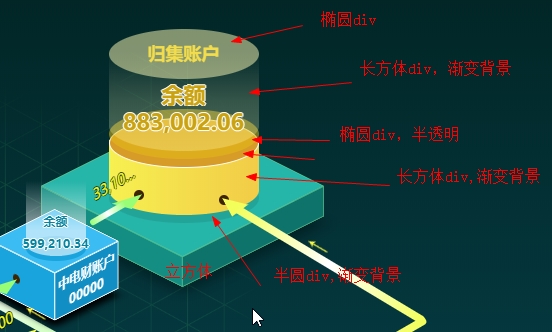 椭圆div
归集账户
长方体div，渐变背景
余额
883,002.06
椭圆div，半透明
长方体div,渐变背景
33.10...
余额
599,210.34
中电财账户
00000
立方体
半圆div,渐变背景